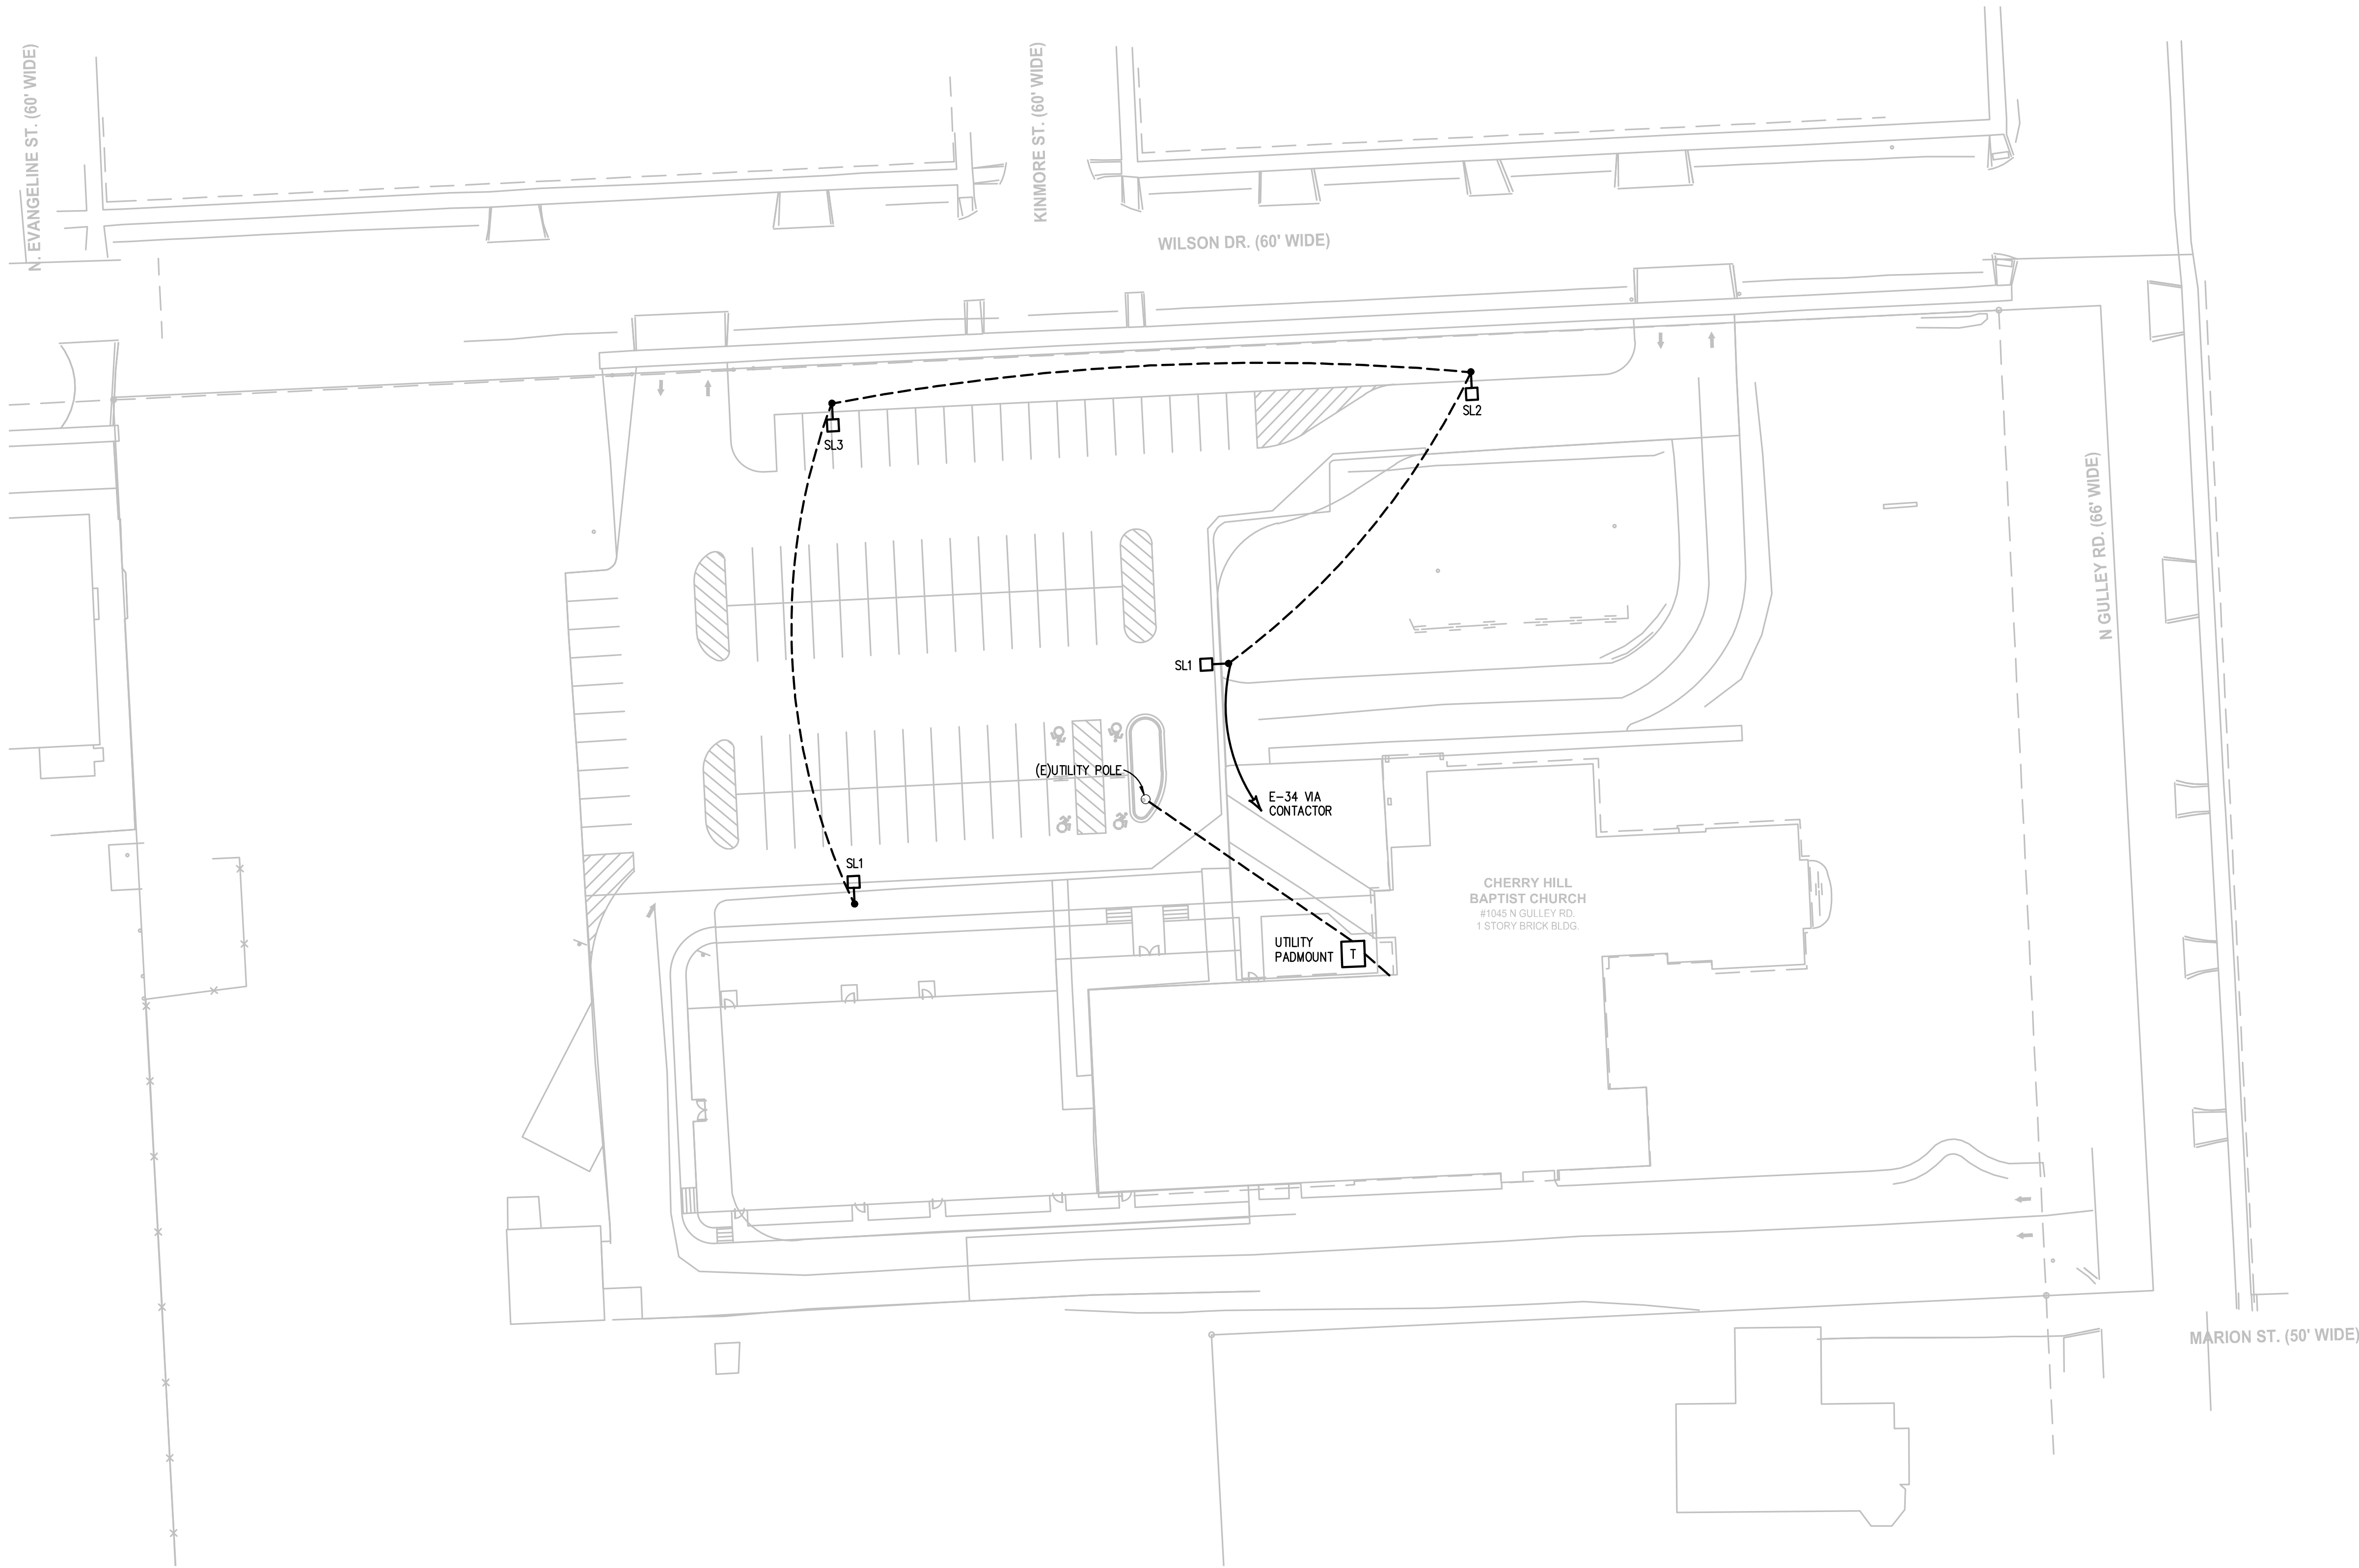 N. EVANGELINE ST. (60' WIDE)
KINMORE ST. (60' WIDE)
WILSON DR. (60' WIDE)
SL3
SL2
N GULLEY RD. (66' WIDE)
SL1
(E)UTILITY POLE
E-34 VIA
CONTACTOR
SL1
CHERRY HILL
BAPTIST CHURCH
#1045 N GULLEY RD.
1 STORY BRICK BLDG.
UTILITY
PADMOUNT
T
MARION ST. (50' WIDE)